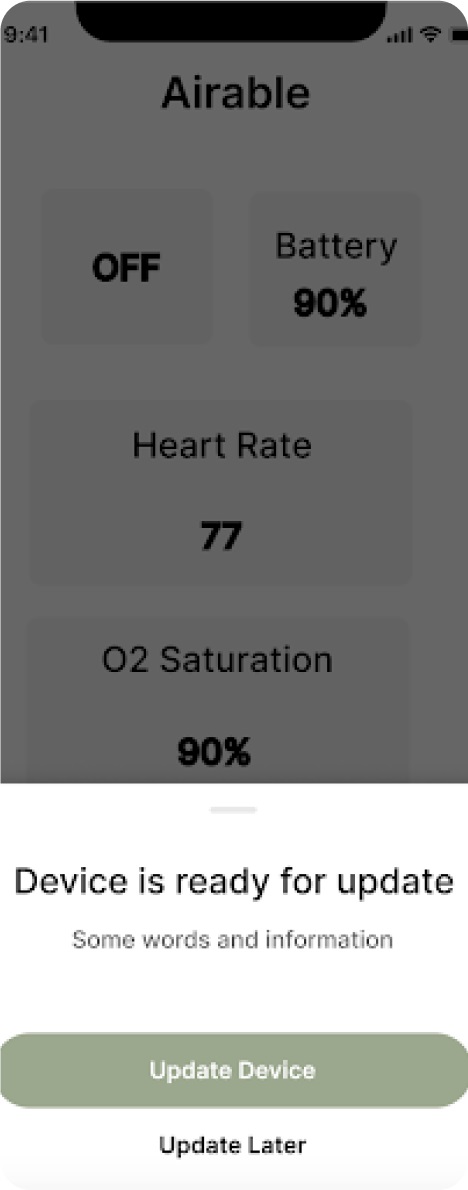 9:41
Airable
OFF
Battery
90%
Heart Rate
77
O2 Saturation
90%
Device is ready for update
Some words and information
Update Device
Update Later